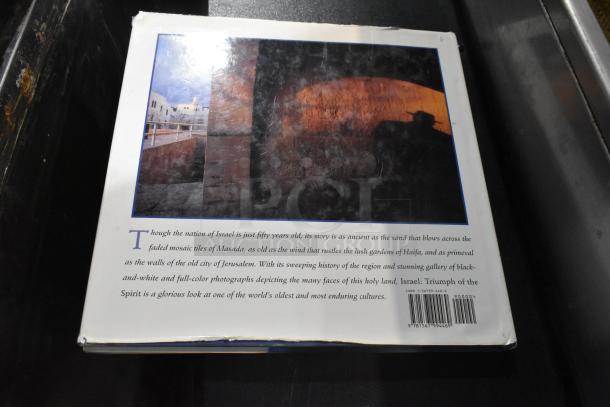 Though the nation of Israel is just fifty years old, its story is as ancient as the sand that blows across the
faded mosaic tiles of Masada, as old as the wind that rustles the lush gardens of Haifa, and as primeval
as the walls of the old city of Jerusalem. With its sweeping history of the region and stunning gallery of black-
and-white and full-color photographs depicting the many faces of this holy land, Israel: Triumph of the
Spirit is a glorious look at one of the world's oldest and most enduring cultures.
90000>